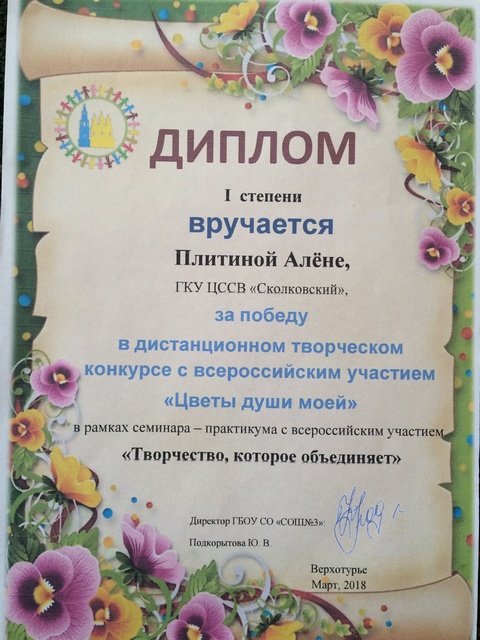 ДИПЛОМ
I степени
вручается
Плитиной Алёне,
ГКУ ЦССВ «Сколковский»,
за победу
в дистанционном творческом
конкурсе с всероссийским участием
«Цветы души моей»
в рамках семинара – практикума с всероссийским участием
«Творчество, которое объединяет»
Директор ГБОУ СО «СОШ№3»:
Подкорытова Ю. В.
Верхотурье
Март, 2018